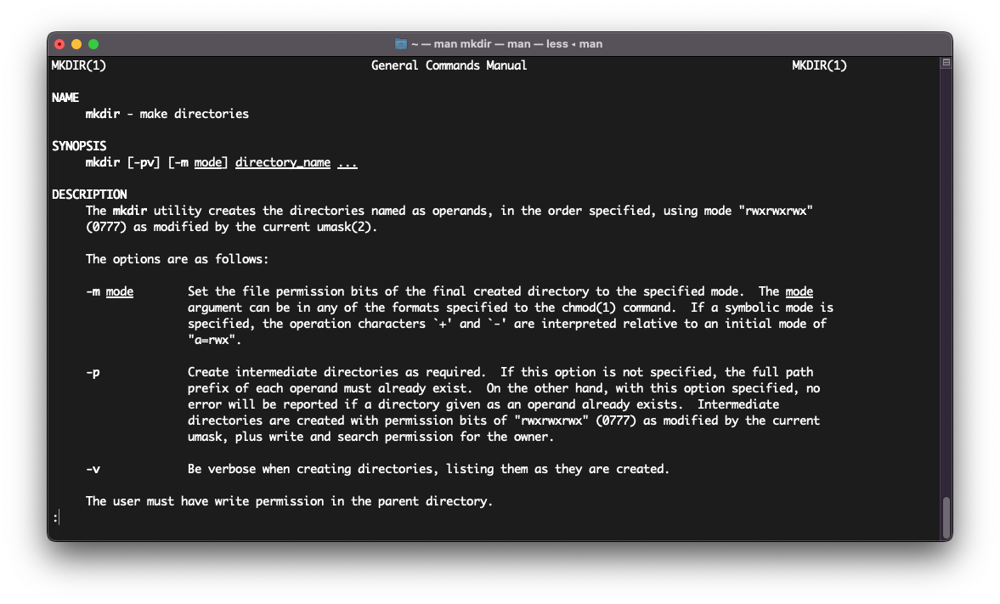 ~ — man mkdir — man — less ◂ man
MKDIR(1) General Commands Manual MKDIR(1)
NAME
mkdir – make directories
SYNOPSIS
mkdir [-pv] [-m mode] directory_name ...
DESCRIPTION
The mkdir utility creates the directories named as operands, in the order specified, using mode "rwxrwxrwx"
(0777) as modified by the current umask(2).
The options are as follows:
-m mode Set the file permission bits of the final created directory to the specified mode.  The mode
argument can be in any of the formats specified to the chmod(1) command.  If a symbolic mode is
specified, the operation characters `+' and `-' are interpreted relative to an initial mode of
"a=rwx".
-p Create intermediate directories as required.  If this option is not specified, the full path
prefix of each operand must already exist.  On the other hand, with this option specified, no
error will be reported if a directory given as an operand already exists.  Intermediate
directories are created with permission bits of "rwxrwxrwx" (0777) as modified by the current
umask, plus write and search permission for the owner.
-v Be verbose when creating directories, listing them as they are created.
The user must have write permission in the parent directory.
: